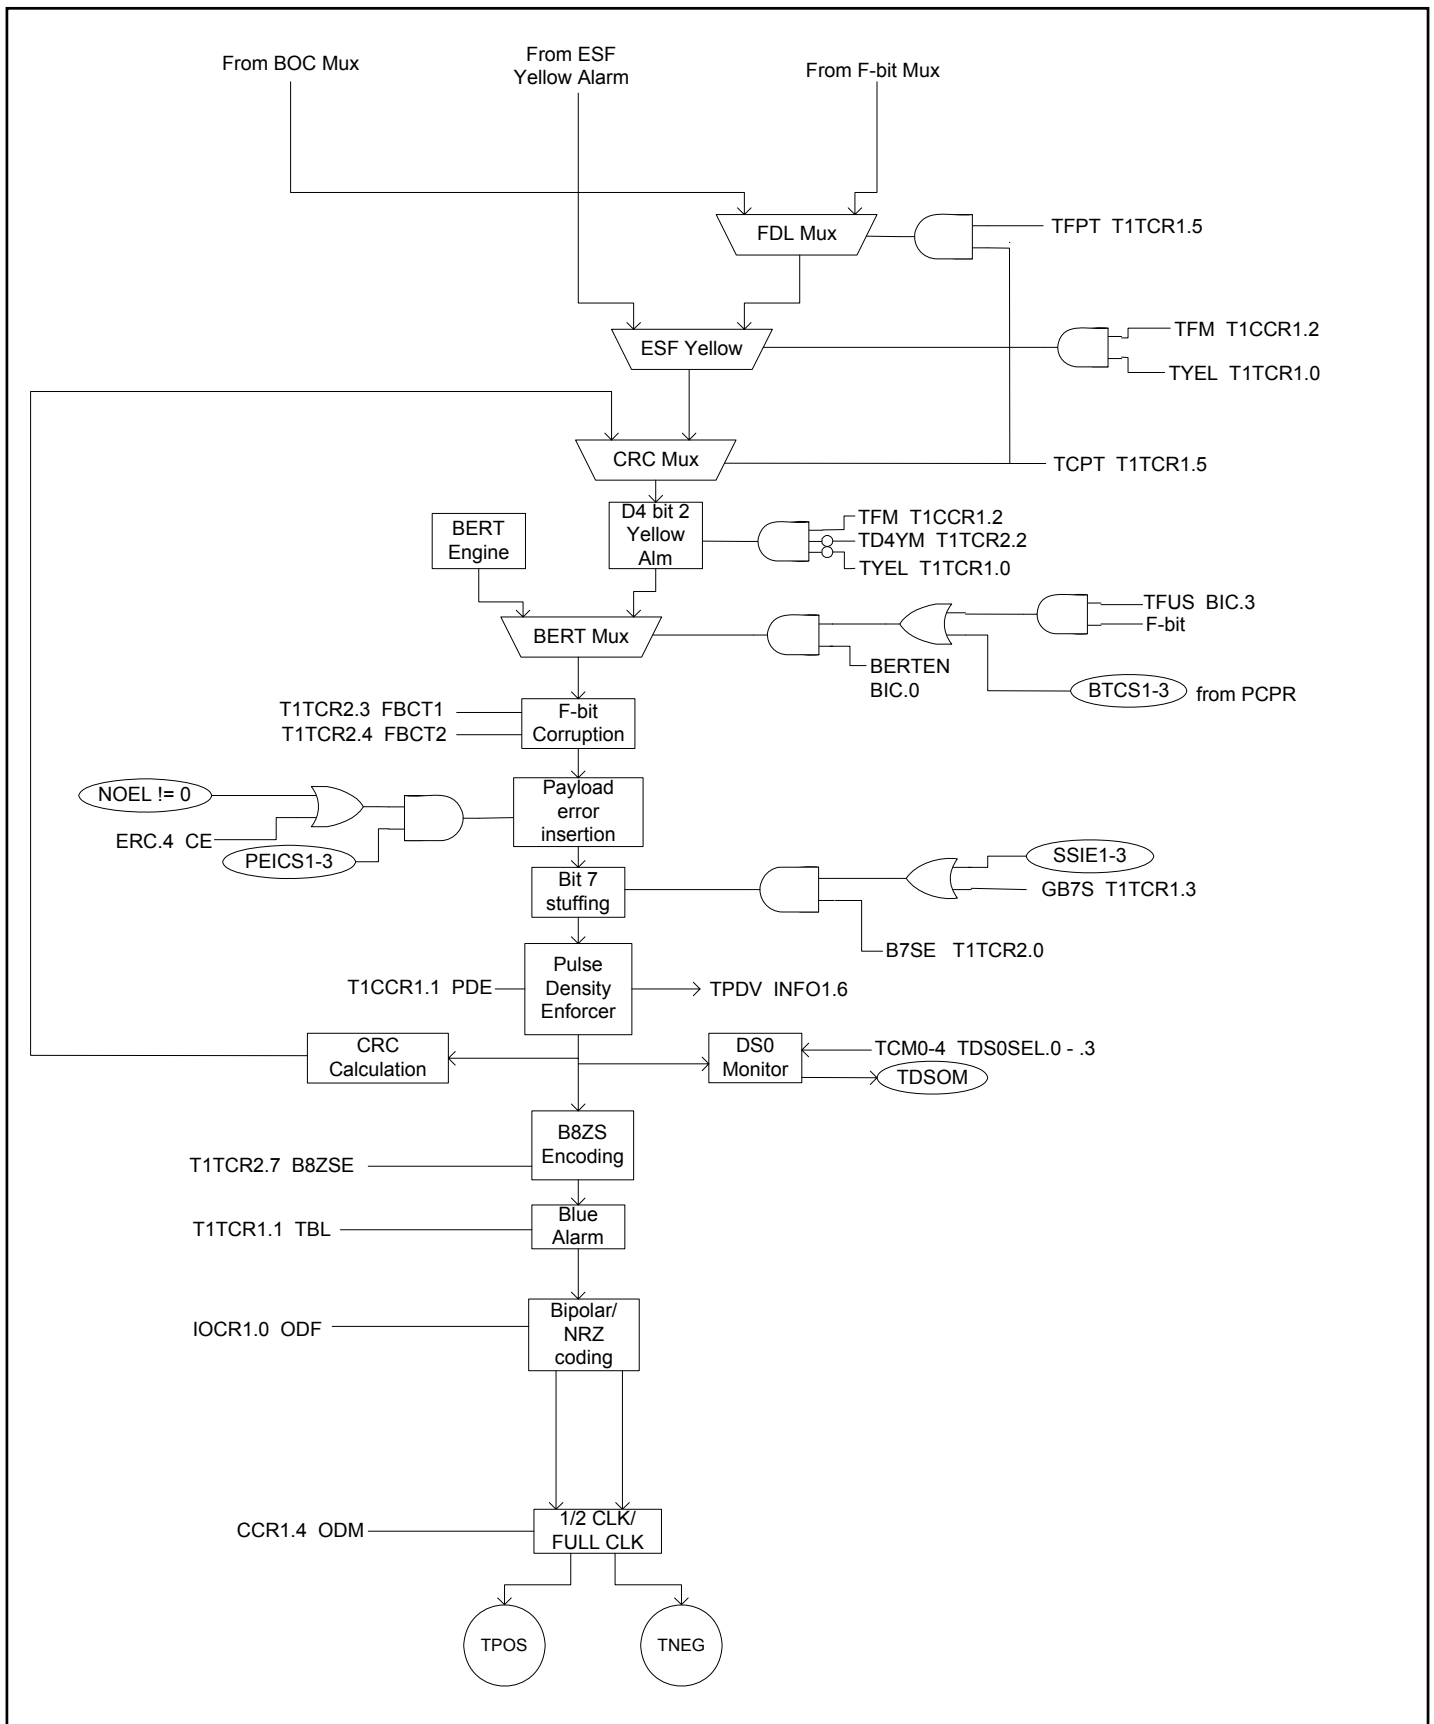 From BOC Mux
From ESF
Yellow Alarm
From F-bit Mux
FDL Mux
TFPT T1TCR1.5
ESF Yellow
TFM T1CCR1.2
TYEL T1TCR1.0
CRC Mux
TCPT T1TCR1.5
BERT
Engine
D4 bit 2
Yellow
Alm
TFM T1CCR1.2
TD4YM T1TCR2.2
TYEL T1TCR1.0
BERT Mux
TFUS BIC.3
F-bit
BERTEN
BIC.0
BTCS1-3
from PCPR
T1TCR2.3 FBCT1
T1TCR2.4 FBCT2
F-bit
Corruption
NOEL != 0
ERC.4 CE
PEICS1-3
Payload
error
insertion
Bit 7
stuffing
SSIE1-3
GB7S T1TCR1.3
B7SE T1TCR2.0
T1CCR1.1 PDE
Pulse
Density
Enforcer
TPDV INFO1.6
CRC
Calculation
DS0
Monitor
TCM0-4 TDS0SEL.0 - .3
TDSOM
B8ZS
Encoding
T1TCR2.7 B8ZSE
Blue
Alarm
T1TCR1.1 TBL
Bipolar/
NRZ
coding
IOCR1.0 ODF
1/2 CLK/
FULL CLK
CCR1.4 ODM
TPOS
TNEG